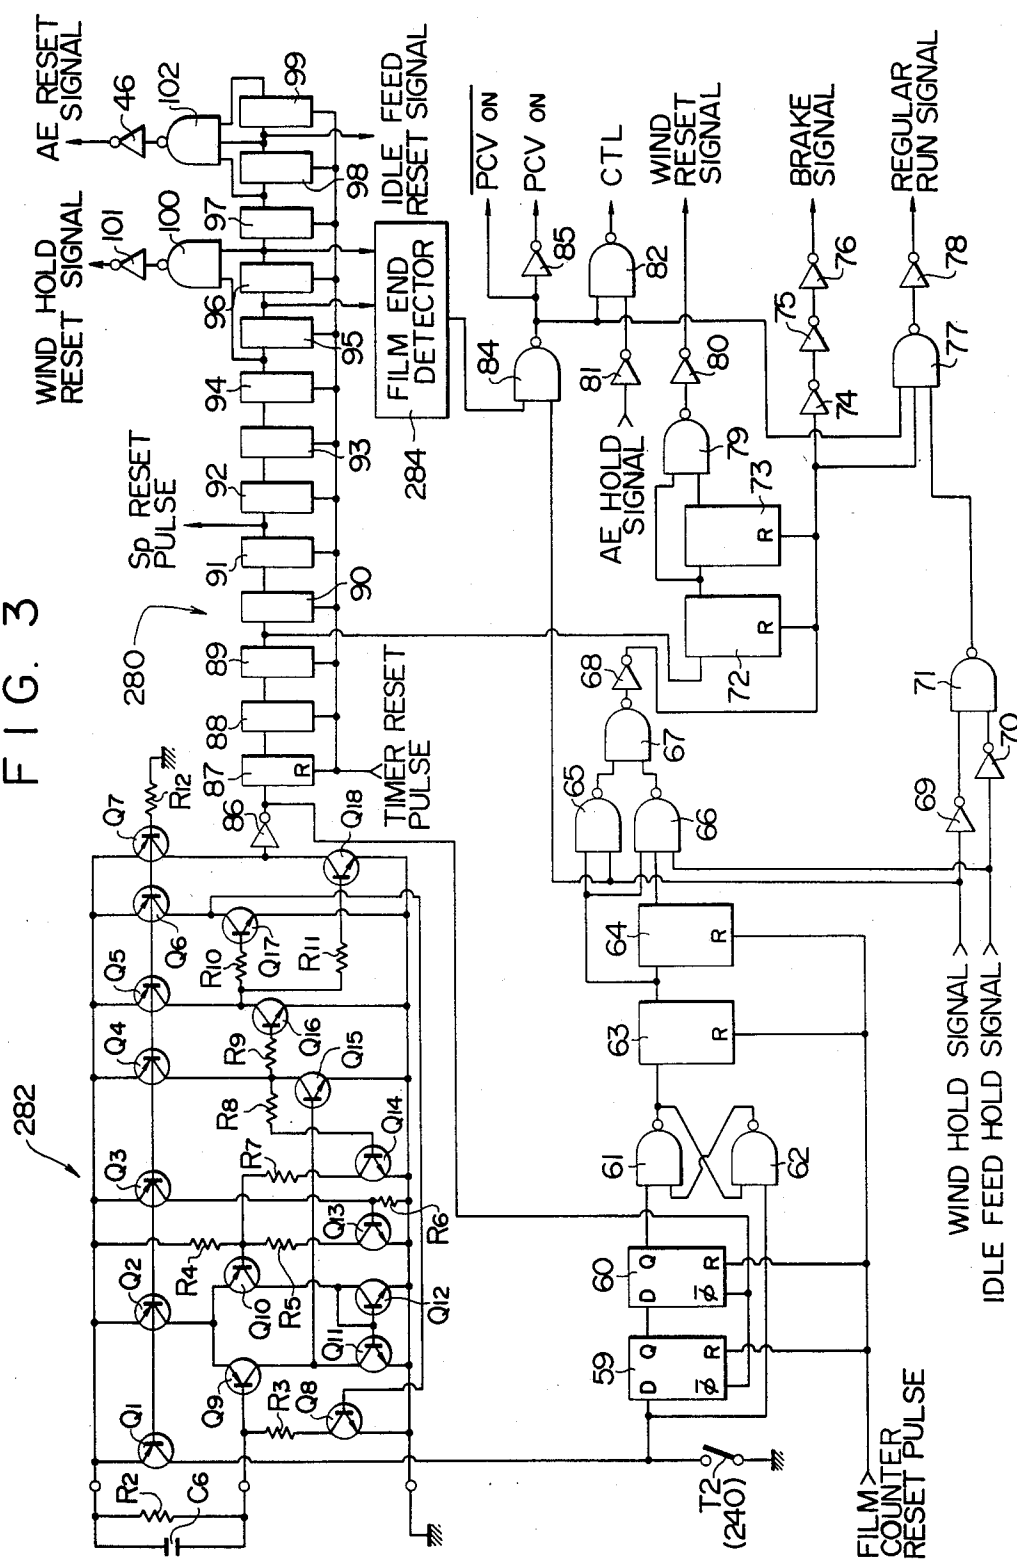 FIG. 3
282
280
Q1
Q2
Q3
Q4
Q5
Q6
Q7
R12
R2
C6
R4
Q9
Q10
R3
Q8
R5
Q11
Q12
Q13
R6
R7
Q14
R8
Q15
R9
Q16
R10
Q17
R11
Q18
86
87
R
88
89
90
91
92
93
94
95
96
97
98
99
TIMER RESET
PULSE
Sp RESET
PULSE
WIND HOLD
RESET SIGNAL
101
100
AE RESET
SIGNAL
46
102
IDLE FEED
RESET SIGNAL
FILM END
DETECTOR
284
T2
(240)
59
D
Q
φ
R
60
D
Q
φ
R
61
62
63
R
64
R
65
66
67
68
69
70
71
72
R
73
R
74
75
76
77
78
79
80
81
82
84
85
AE HOLD
SIGNAL
PCV ON
PCV ON
CTL
WIND
RESET
SIGNAL
BRAKE
SIGNAL
REGULAR
RUN SIGNAL
FILM
COUNTER
RESET PULSE
WIND HOLD SIGNAL
IDLE FEED HOLD SIGNAL